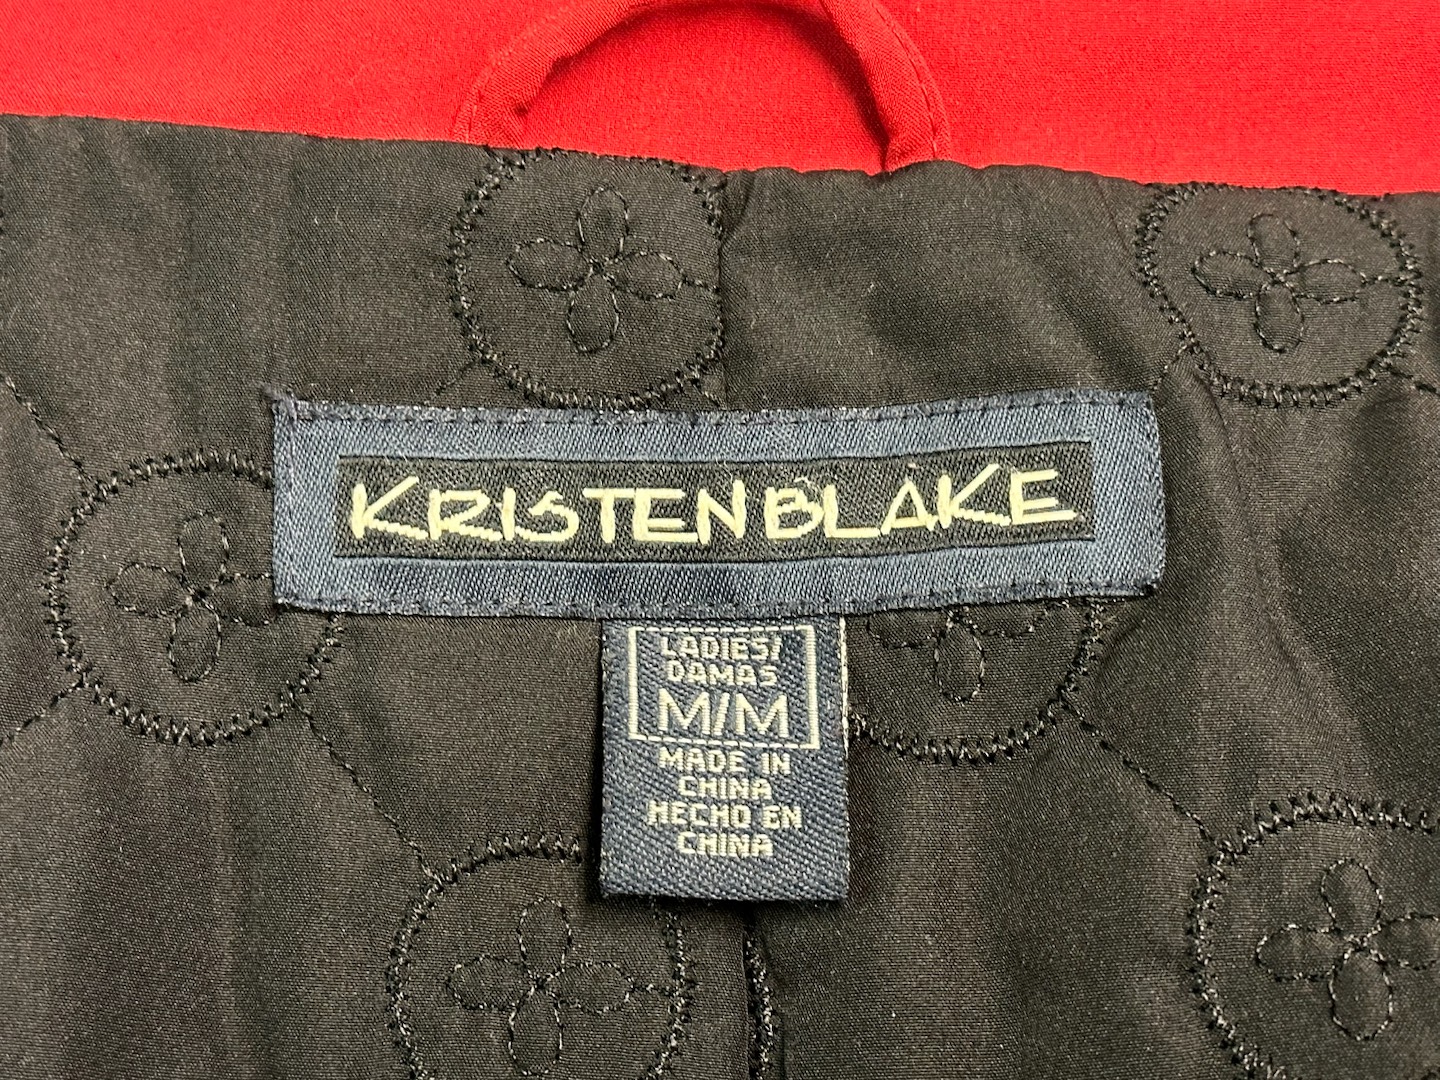 KRISTEN BLAKE
LADIES/
DAMAS
M/M
MADE IN
CHINA
HECHO EN
CHINA